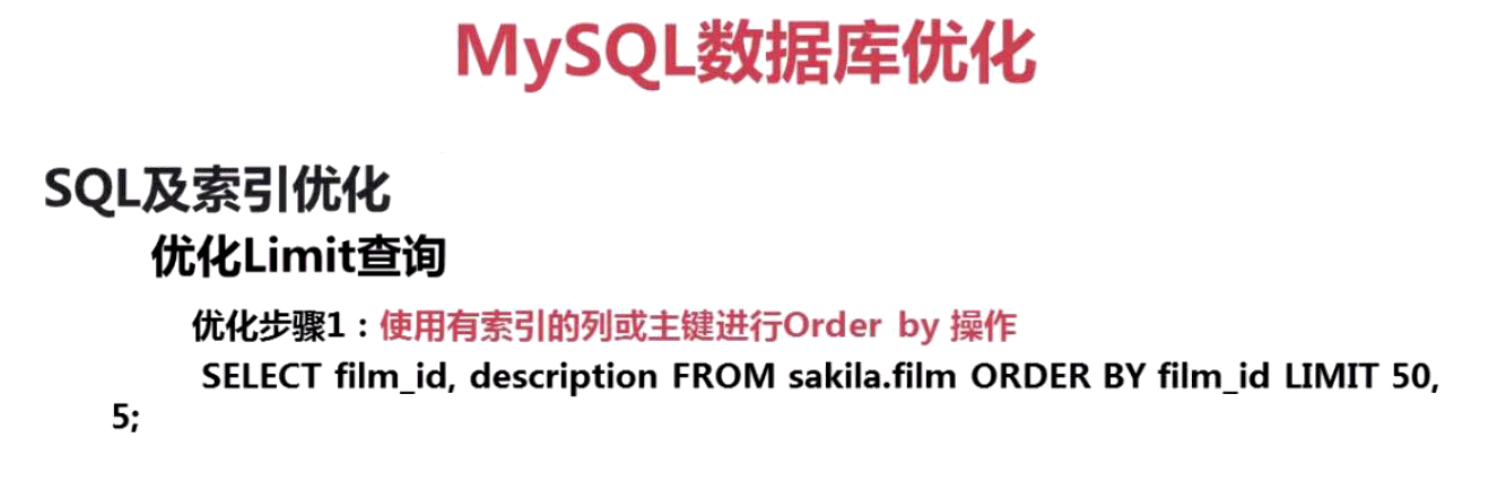 MySQL数据库优化
SQL及索引优化
优化Limit查询
优化步骤1：使用有索引的列或主键进行Order by 操作
SELECT film_id, description FROM sakila.film ORDER BY film_id LIMIT 50,
5;